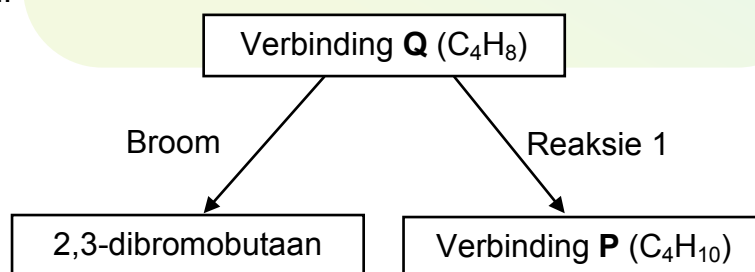 Verbinding Q (C₄H₈)
Broom
Reaksie 1
2,3-dibromobutaan
Verbinding P (C₄H₁₀)